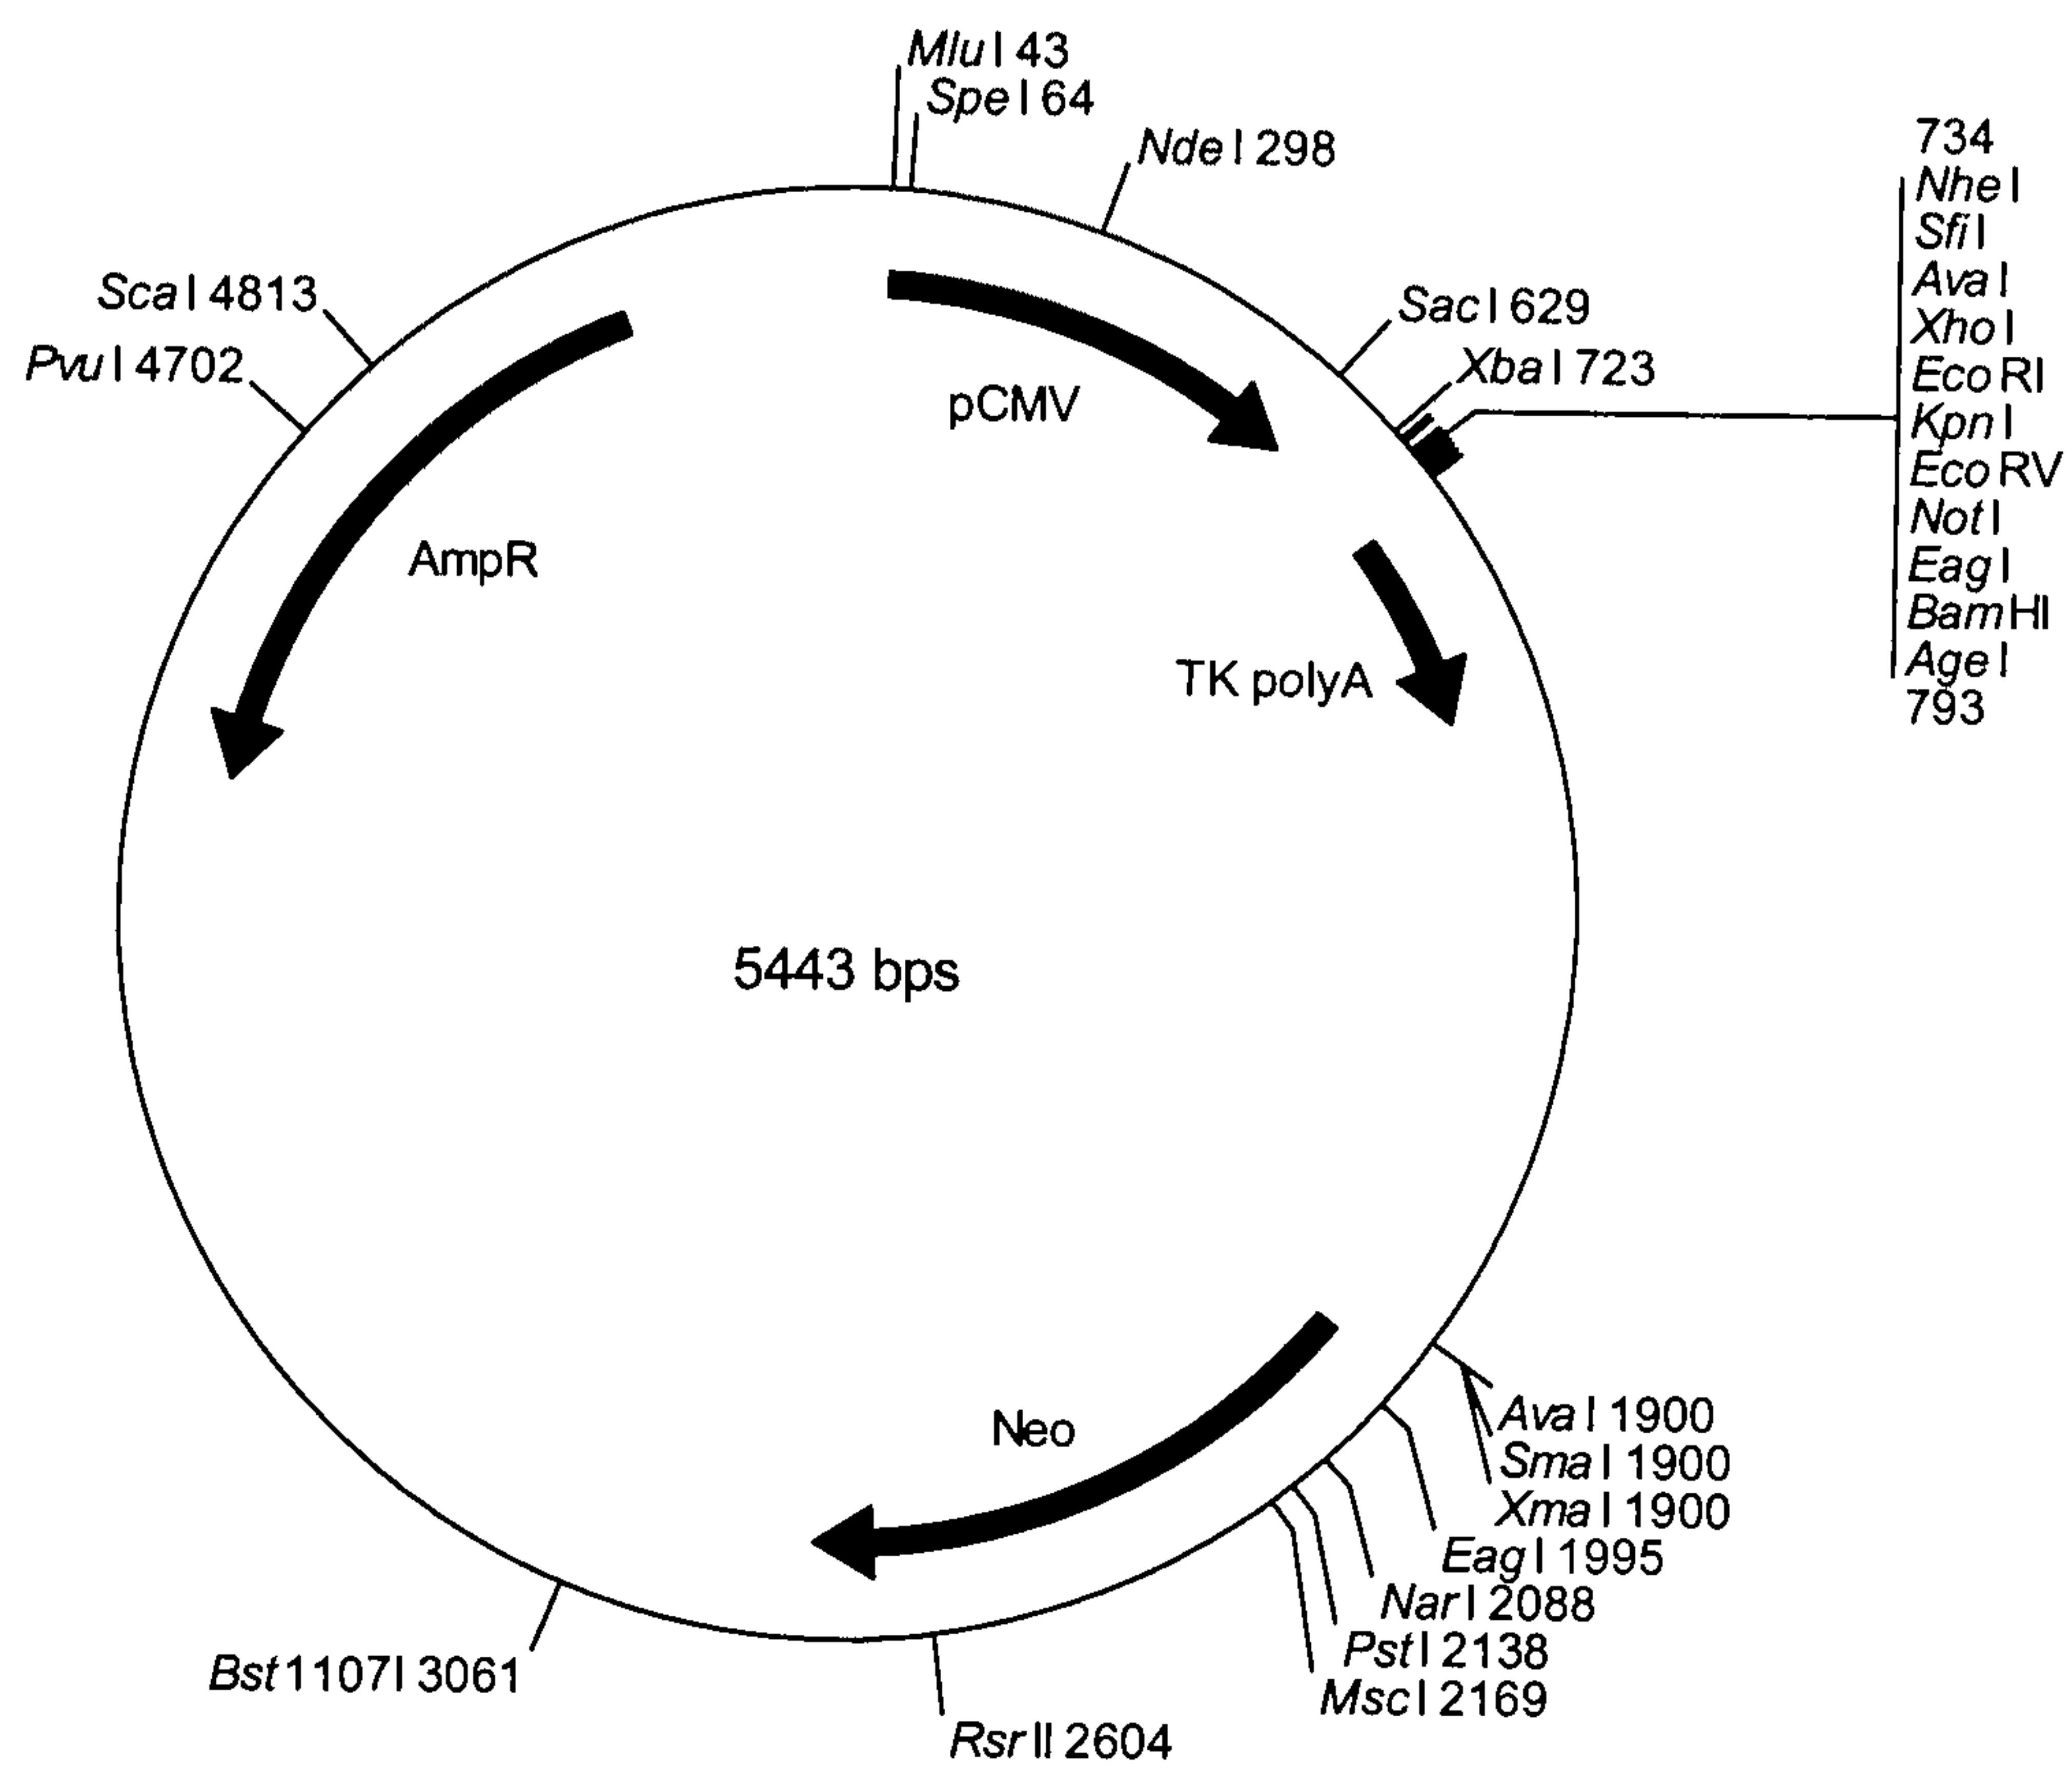 MluI 43
SpeI 64
NdeI 298
734
NheI
SfiI
AvaI
XhoI
EcoRI
KpnI
EcoRV
NotI
EagI
BamHI
AgeI
793
ScaI 4813
PvuI 4702
SacI 629
XbaI 723
pCMV
AmpR
TK polyA
5443 bps
Neo
AvaI 1900
SmaI 1900
XmaI 1900
EagI 1995
NarI 2088
PstI 2138
MscI 2169
Bst1107I 3061
RsrII 2604